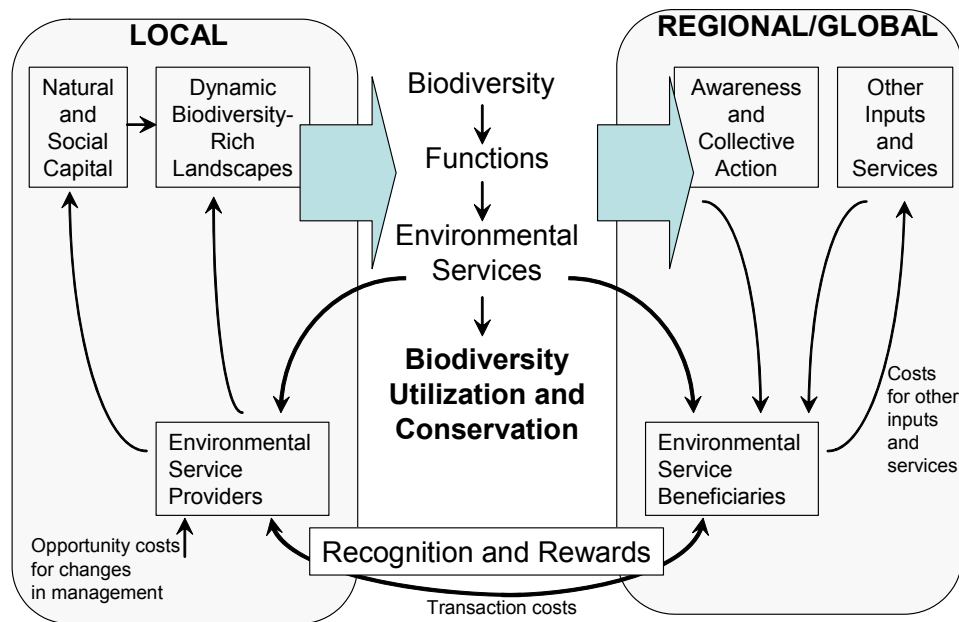 LOCAL
Natural
and
Social
Capital
Dynamic
Biodiversity-
Rich
Landscapes
Biodiversity
Functions
Environmental
Services
Biodiversity
Utilization and
Conservation
REGIONAL/GLOBAL
Awareness
and
Collective
Action
Other
Inputs
and
Services
Costs
for other
inputs
and
services
Environmental
Service
Providers
Environmental
Service
Beneficiaries
Opportunity costs
for changes
in management
Recognition and Rewards
Transaction costs